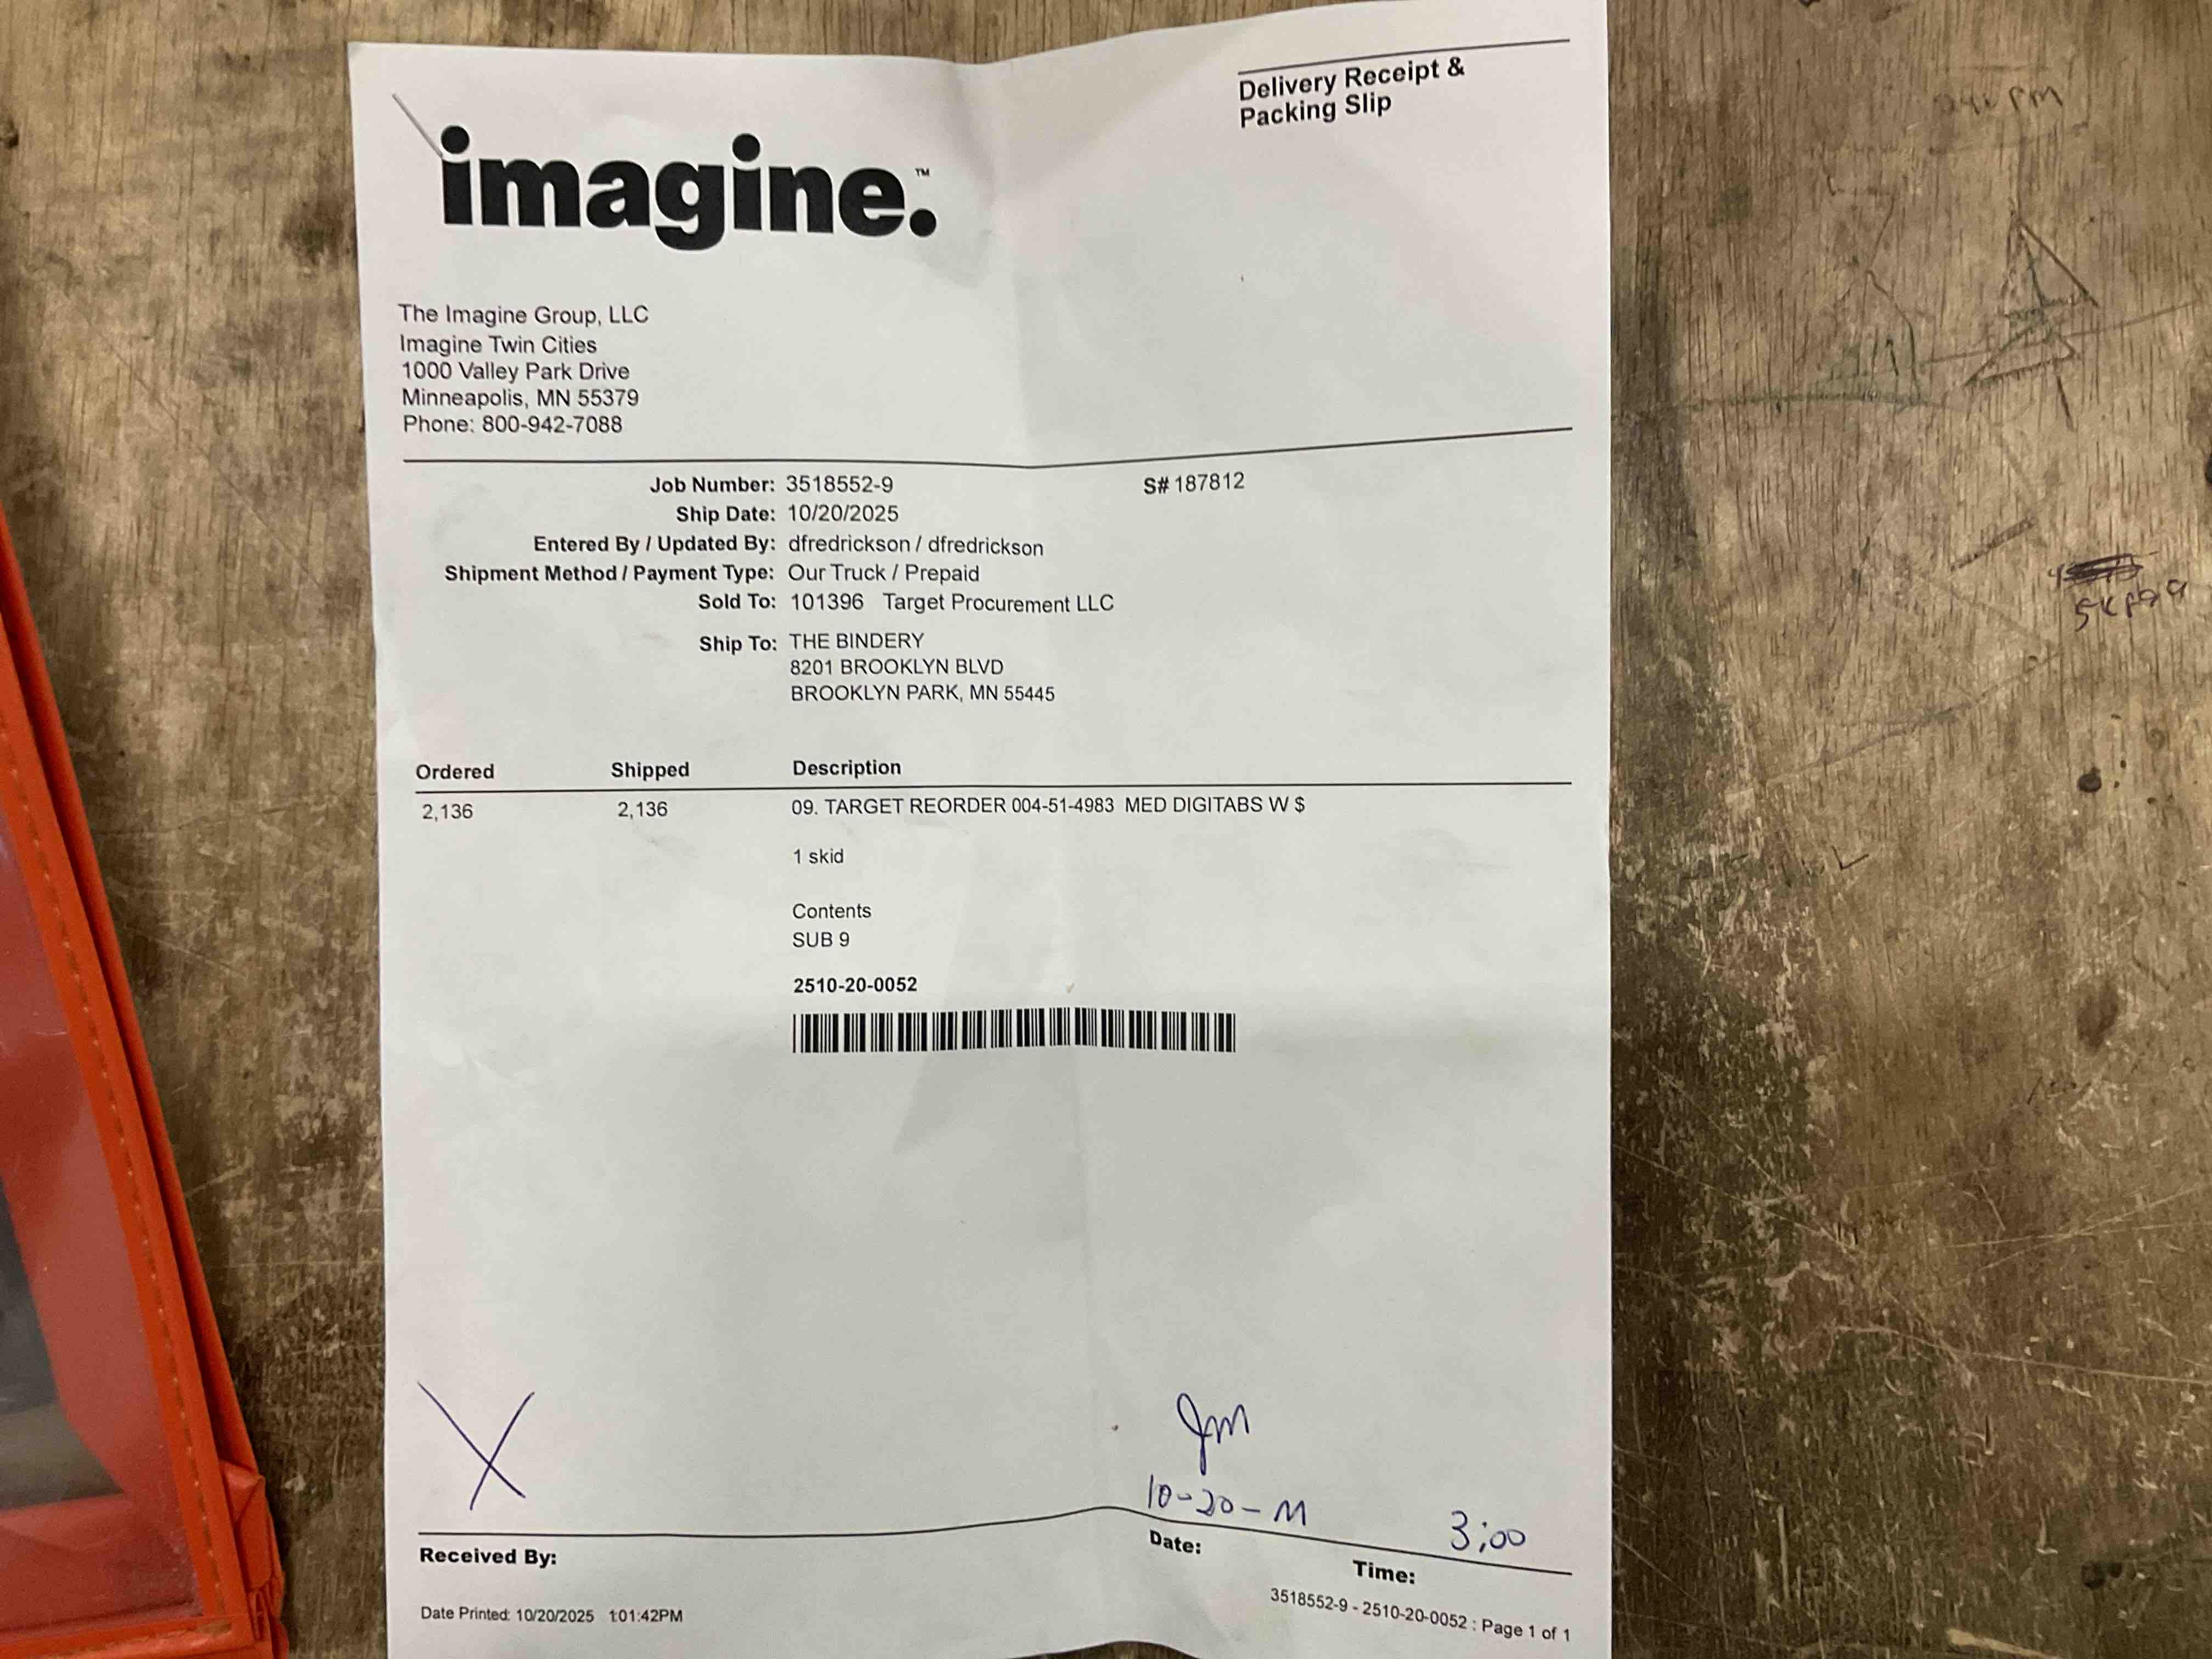 Delivery Receipt &
Packing Slip
imagine.™
The Imagine Group, LLC
Imagine Twin Cities
1000 Valley Park Drive
Minneapolis, MN 55379
Phone: 800-942-7088
Job Number: 3518552-9 S# 187812
Ship Date: 10/20/2025
Entered By / Updated By: dfredrickson / dfredrickson
Shipment Method / Payment Type: Our Truck / Prepaid
Sold To: 101396 Target Procurement LLC
Ship To: THE BINDERY
8201 BROOKLYN BLVD
BROOKLYN PARK, MN 55445
Ordered Shipped Description
2,136 2,136 09. TARGET REORDER 004-51-4983 MED DIGITABS W $
1 skid
Contents
SUB 9
2510-20-0052
X
Jm
10-20-M 3:00
Received By: Date: Time:
Date Printed: 10/20/2025 1:01:42PM
3518552-9 - 2510-20-0052 : Page 1 of 1